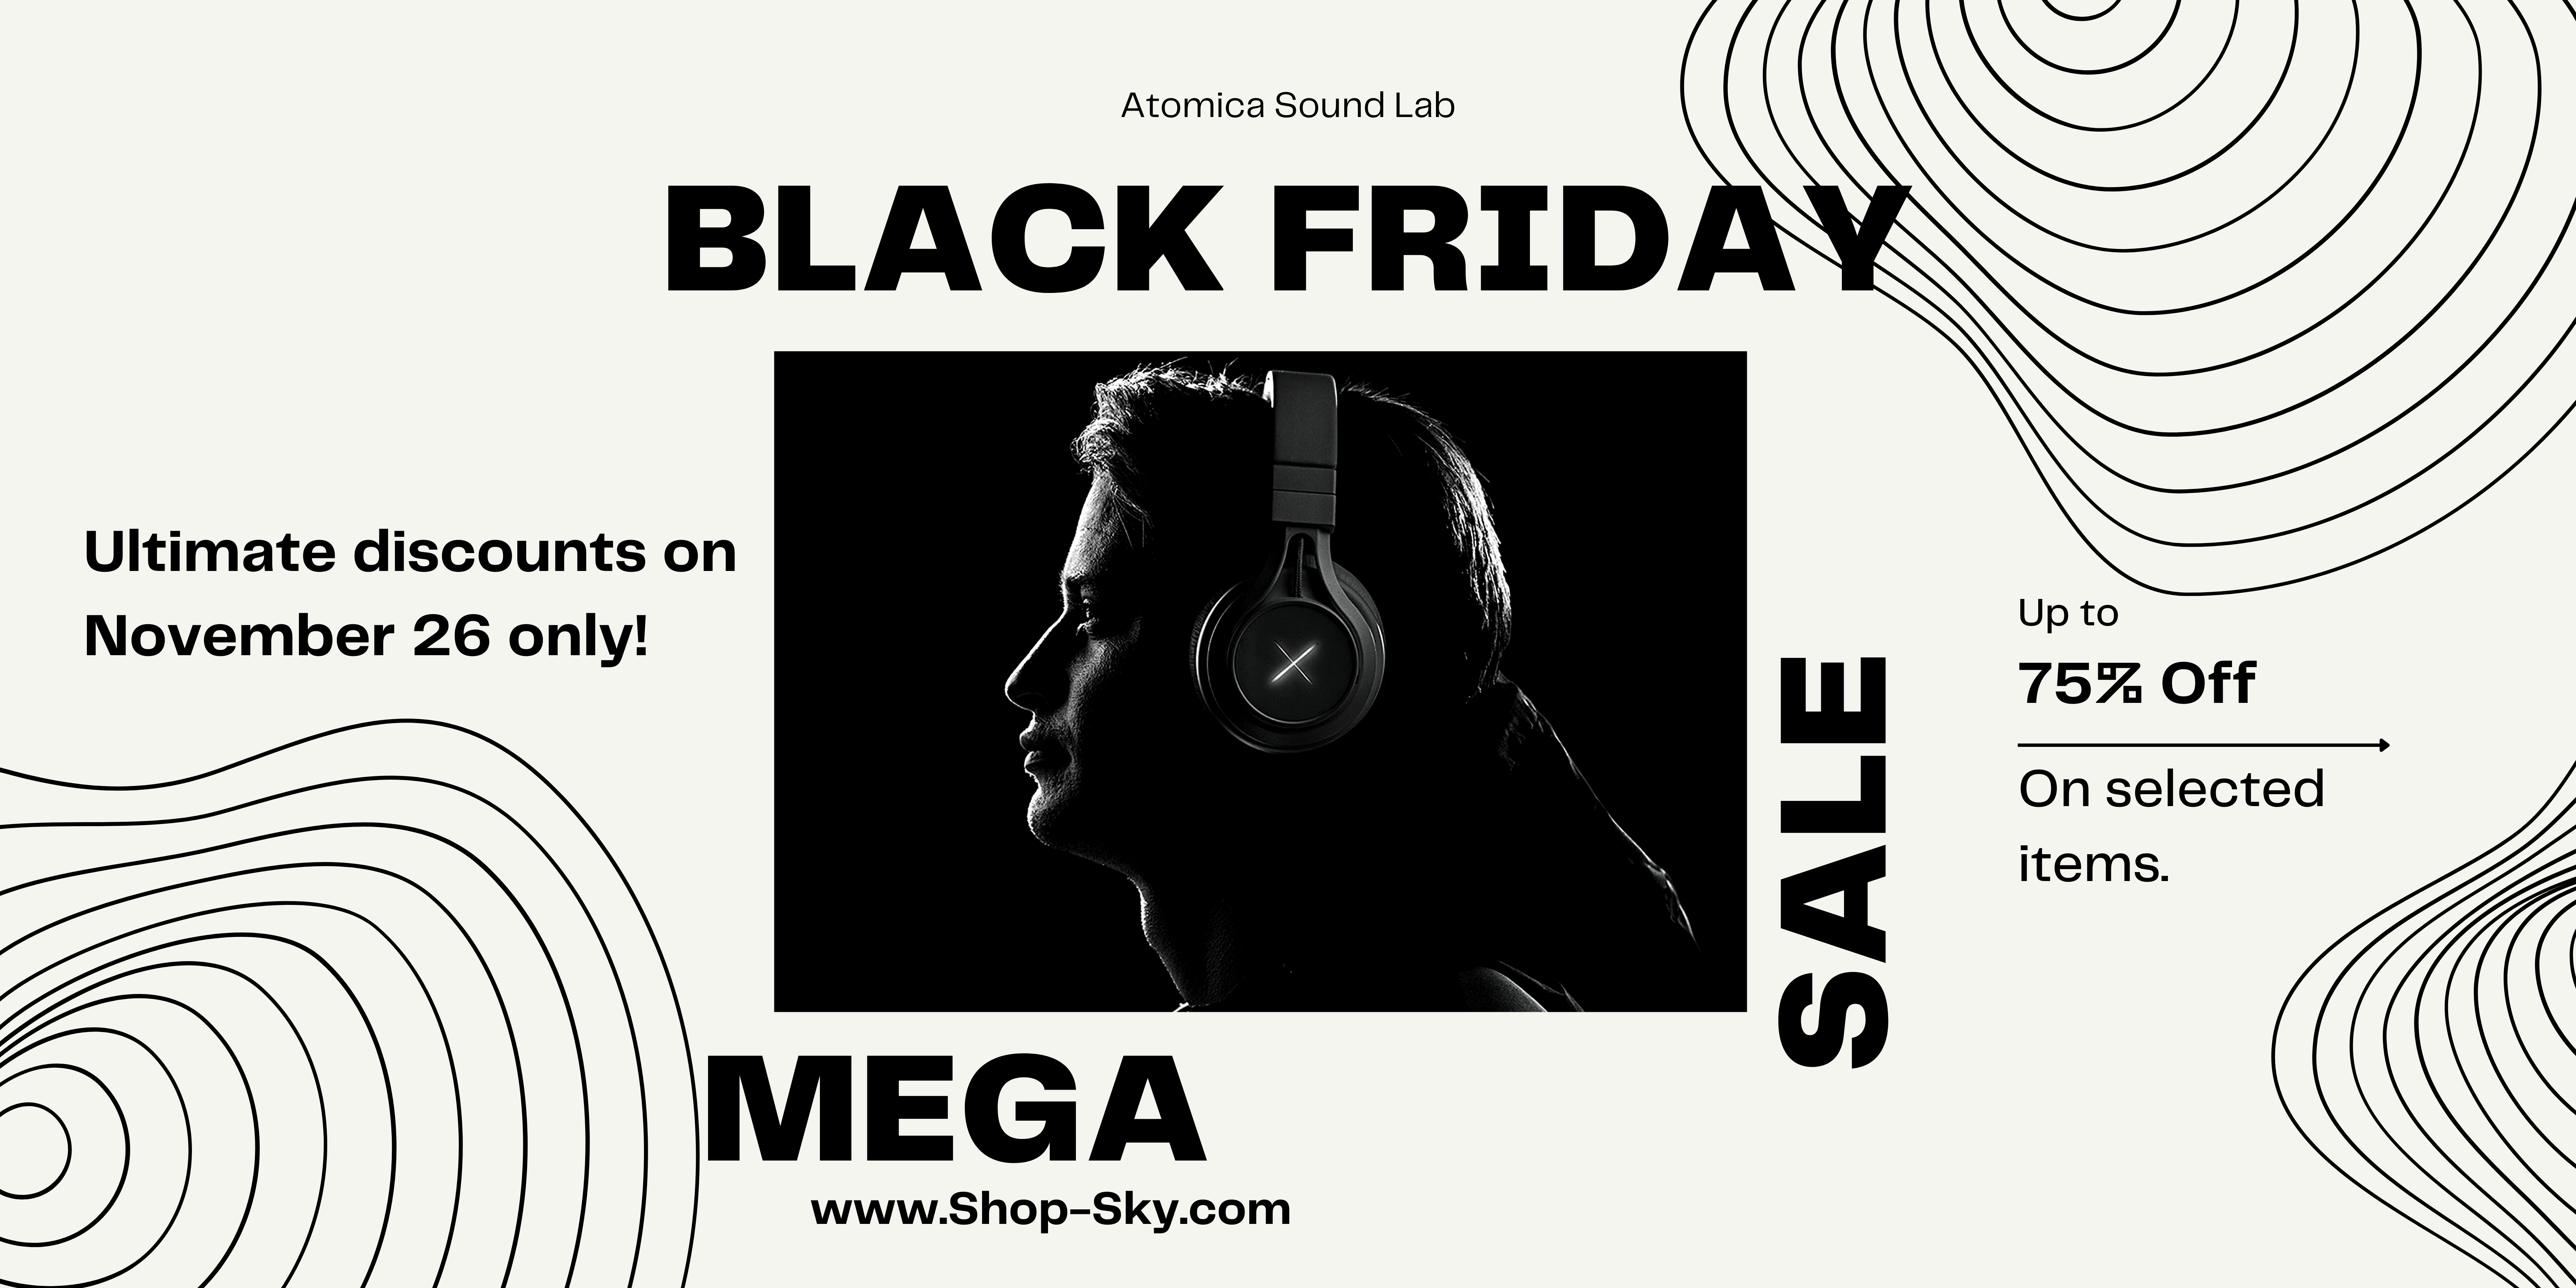 Atomica Sound Lab
BLACK FRIDAY
Ultimate discounts on
November 26 only!
MEGA
SALE
Up to
75% Off
On selected
items.
www.Shop-Sky.com